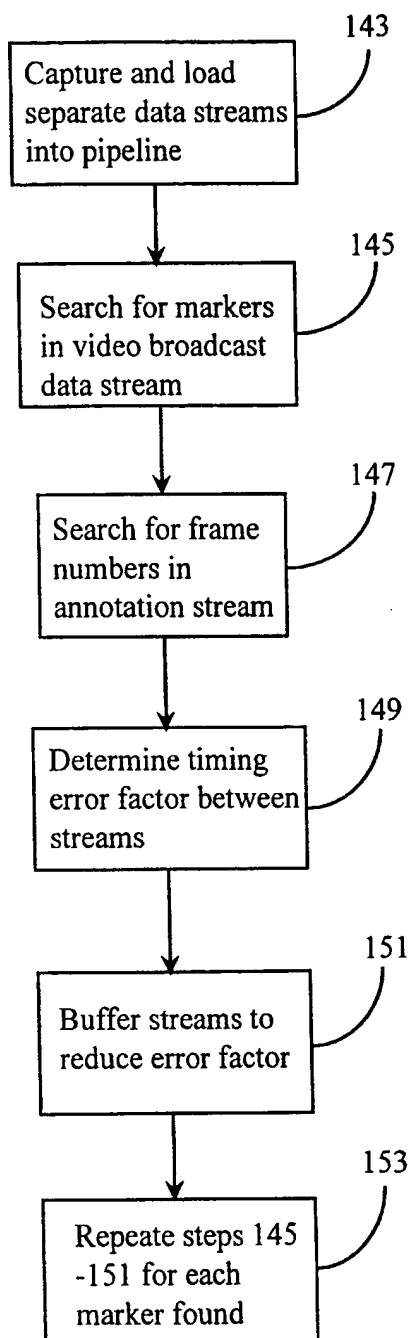 143
Capture and load
separate data streams
into pipeline
145
Search for markers
in video broadcast
data stream
147
Search for frame
numbers in
annotation stream
149
Determine timing
error factor between
streams
151
Buffer streams to
reduce error factor
153
Repeate steps 145
-151 for each
marker found